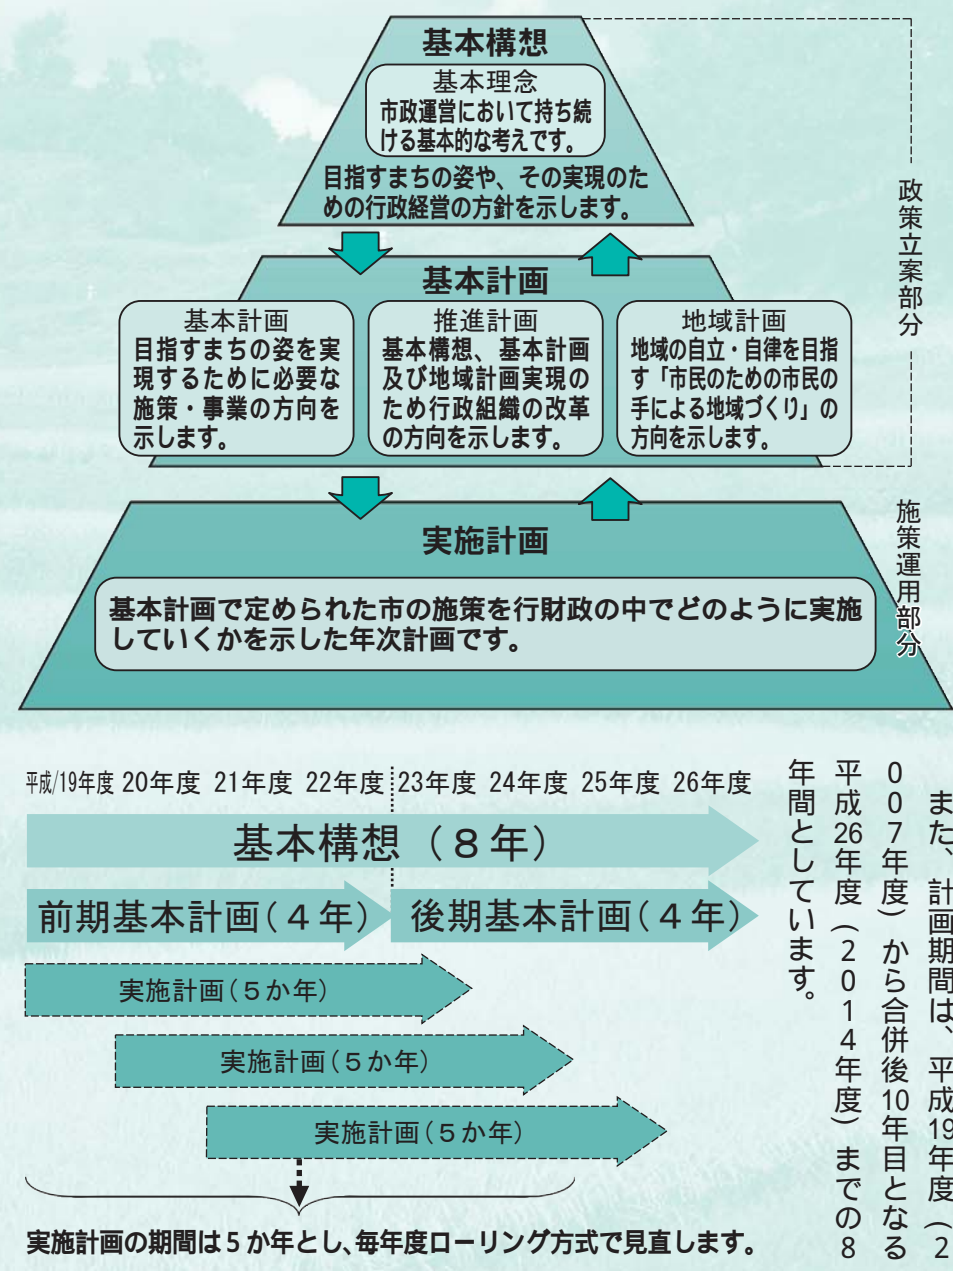 基本構想
基本理念
市政運営において持ち続
ける基本的な考えです。
目指すまちの姿や、その実現のた
めの行政経営の方針を示します。
政策立案部分
基本計画
基本計画
目指すまちの姿を実
現するために必要な
施策・事業の方向を
示します。
推進計画
基本構想、基本計画
及び地域計画実現の
ため行政組織の改革
の方向を示します。
地域計画
地域の自立・自律を目指
す「市民のための市民の
手による地域づくり」の
方向を示します。
施策運用部分
実施計画
基本計画で定められた市の施策を行財政の中でどのように実施
していくかを示した年次計画です。
平成/19年度 20年度 21年度 22年度 23年度 24年度 25年度 26年度
基本構想（８年）
前期基本計画(４年) 後期基本計画(４年)
実施計画(５か年)
実施計画(５か年)
実施計画(５か年)
実施計画の期間は５か年とし、毎年度ローリング方式で見直します。
また、計画期間は、平成19年度（２
００７年度）から合併後10年目となる
平成26年度（２０１４年度）までの８
年間としています。